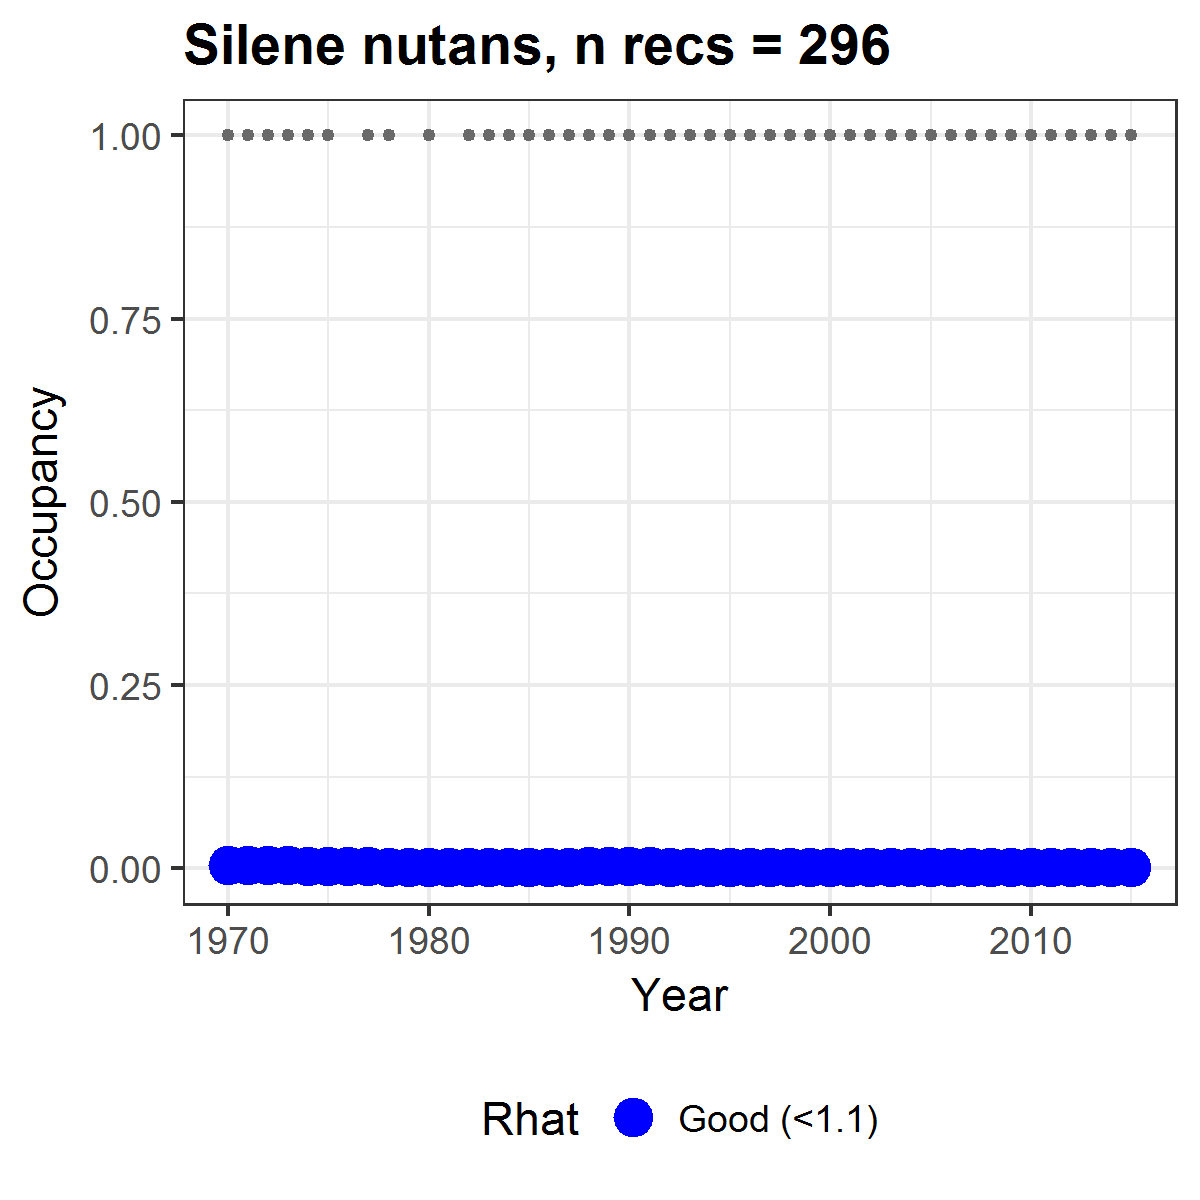 Silene nutans, n recs = 296
1.00
0.75
0.50
0.25
0.00
Occupancy
1970 1980 1990 2000 2010
Year
Rhat Good (<1.1)